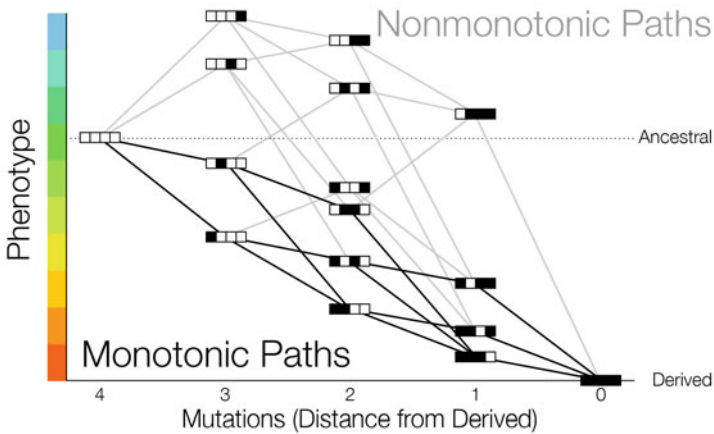 Nonmonotonic Paths
Ancestral
Phenotype
Monotonic Paths
Derived
4 3 2 1 0
Mutations (Distance from Derived)